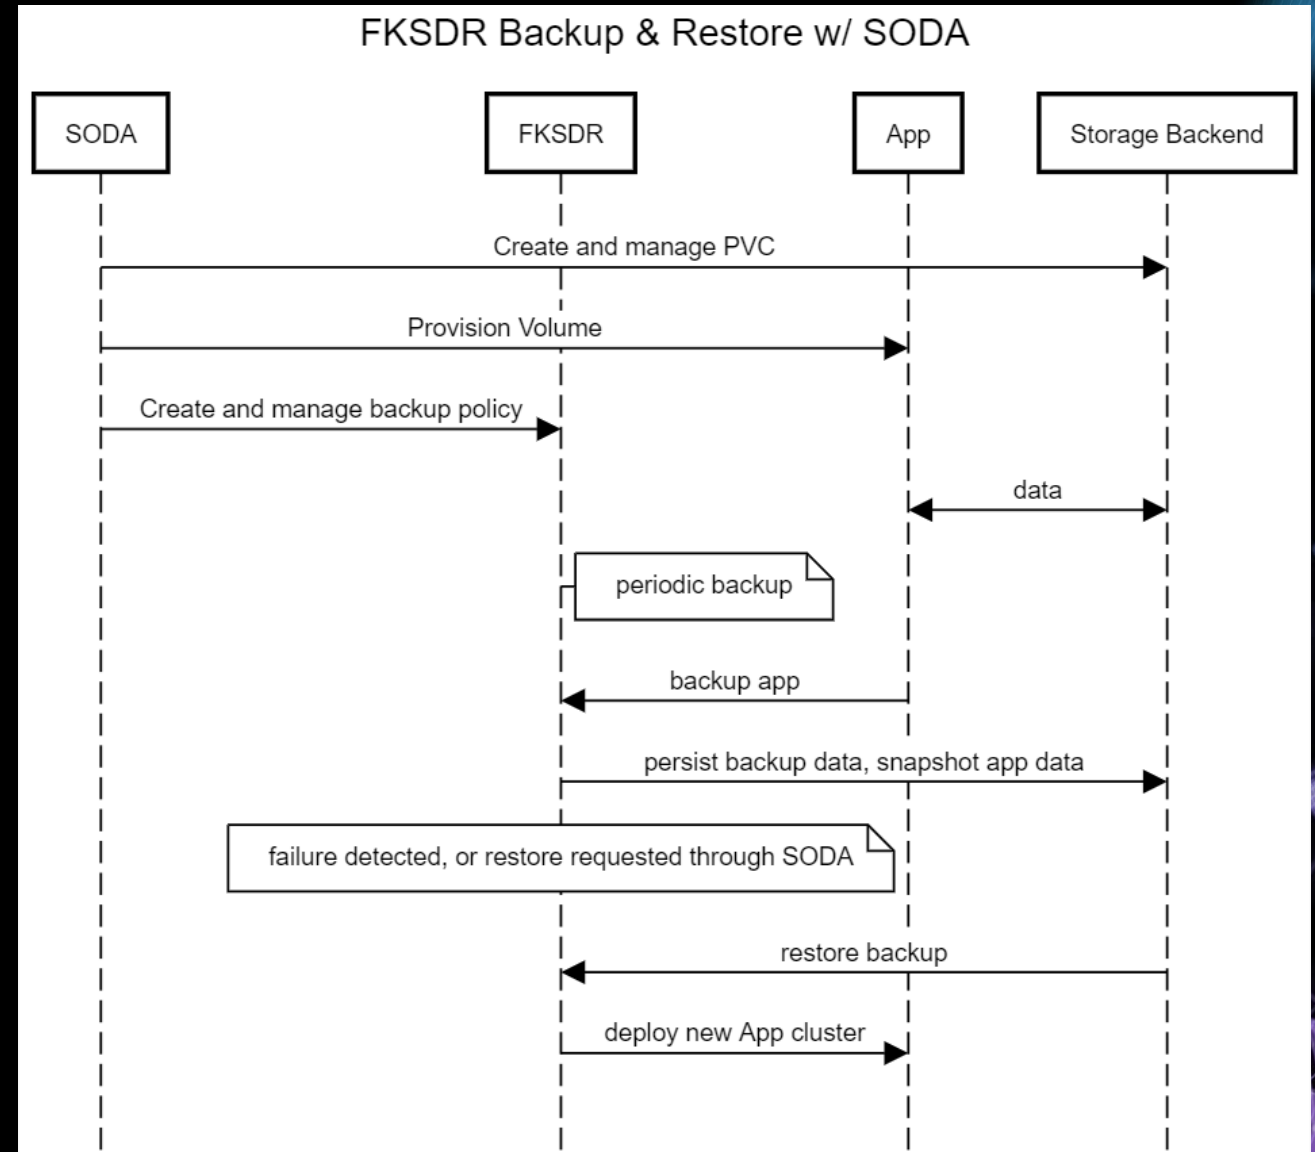 FKSDR Backup & Restore w/ SODA
SODA
FKSDR
App
Storage Backend
Create and manage PVC
Provision Volume
Create and manage backup policy
data
periodic backup
backup app
persist backup data, snapshot app data
failure detected, or restore requested through SODA
restore backup
deploy new App cluster